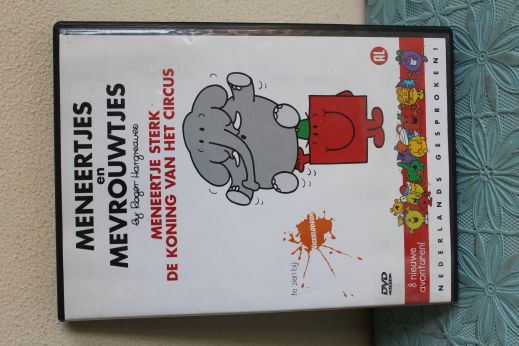 MENEERTJES
en
MEVROUWTJES
by Roger Hargreaves
MENEERTJE STERK
DE KONING VAN HET CIRCUS
te zien bij:
NICKELODEON
AL
DVD
8 nieuwe
avonturen!
NEDERLANDS GESPROKEN!